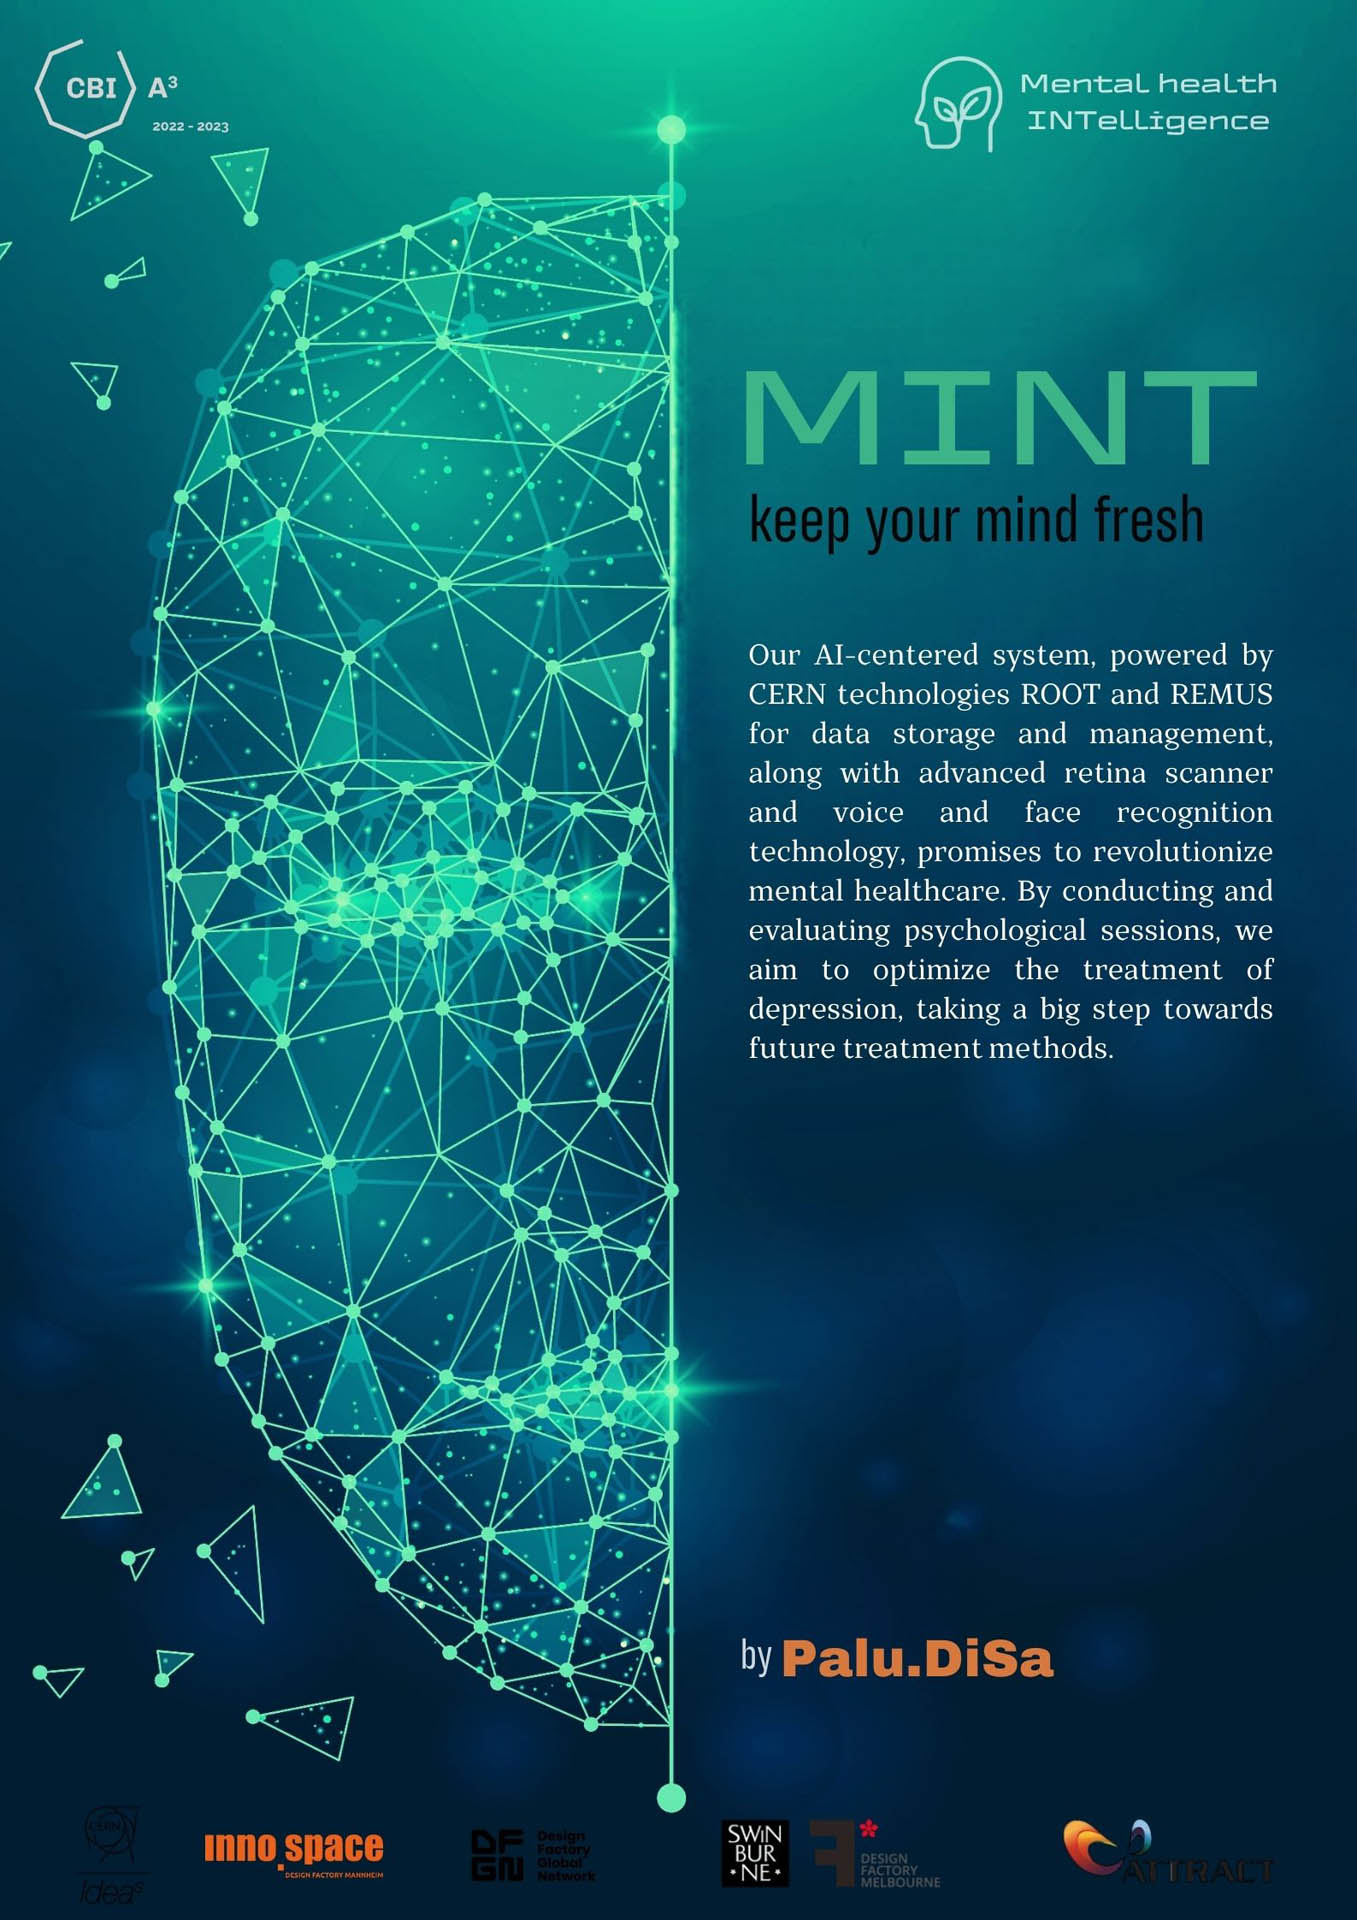 CBI A³
2022 - 2023
Mental health
INTelligence
MINT
keep your mind fresh
Our AI-centered system, powered by
CERN technologies ROOT and REMUS
for data storage and management,
along with advanced retina scanner
and voice and face recognition
technology, promises to revolutionize
mental healthcare. By conducting and
evaluating psychological sessions, we
aim to optimize the treatment of
depression, taking a big step towards
future treatment methods.
by Palu.DiSa
CERN
Ideas
inno.space
DESIGN FACTORY MANNHEIM
DF
GN
Design
Factory
Global
Network
SWIN
BUR
NE
DESIGN
FACTORY
MELBOURNE
ATTRACT